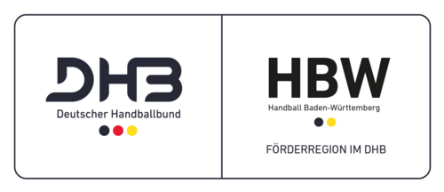 DHB
Deutscher Handballbund
HBW
Handball Baden-Württemberg
FÖRDERREGION IM DHB